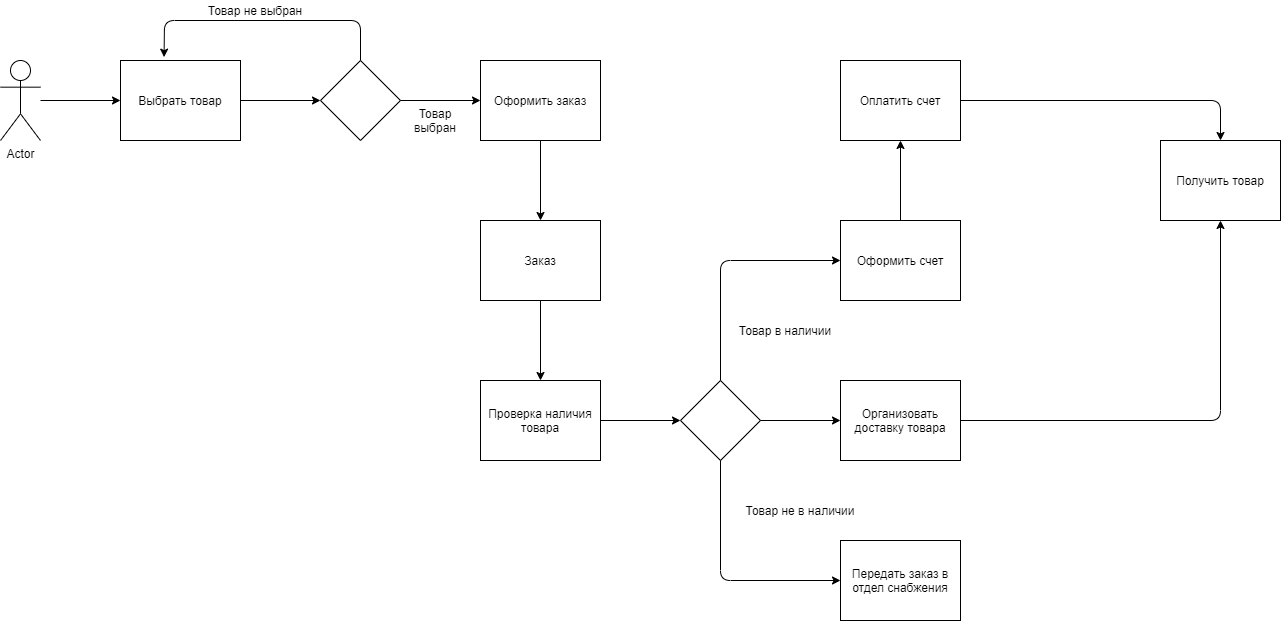 Товар не выбран
Actor
Выбрать товар
Товар
выбран
Оформить заказ
Заказ
Проверка наличия
товара
Товар в наличии
Оформить счет
Оплатить счет
Получить товар
Организовать
доставку товара
Товар не в наличии
Передать заказ в
отдел снабжения